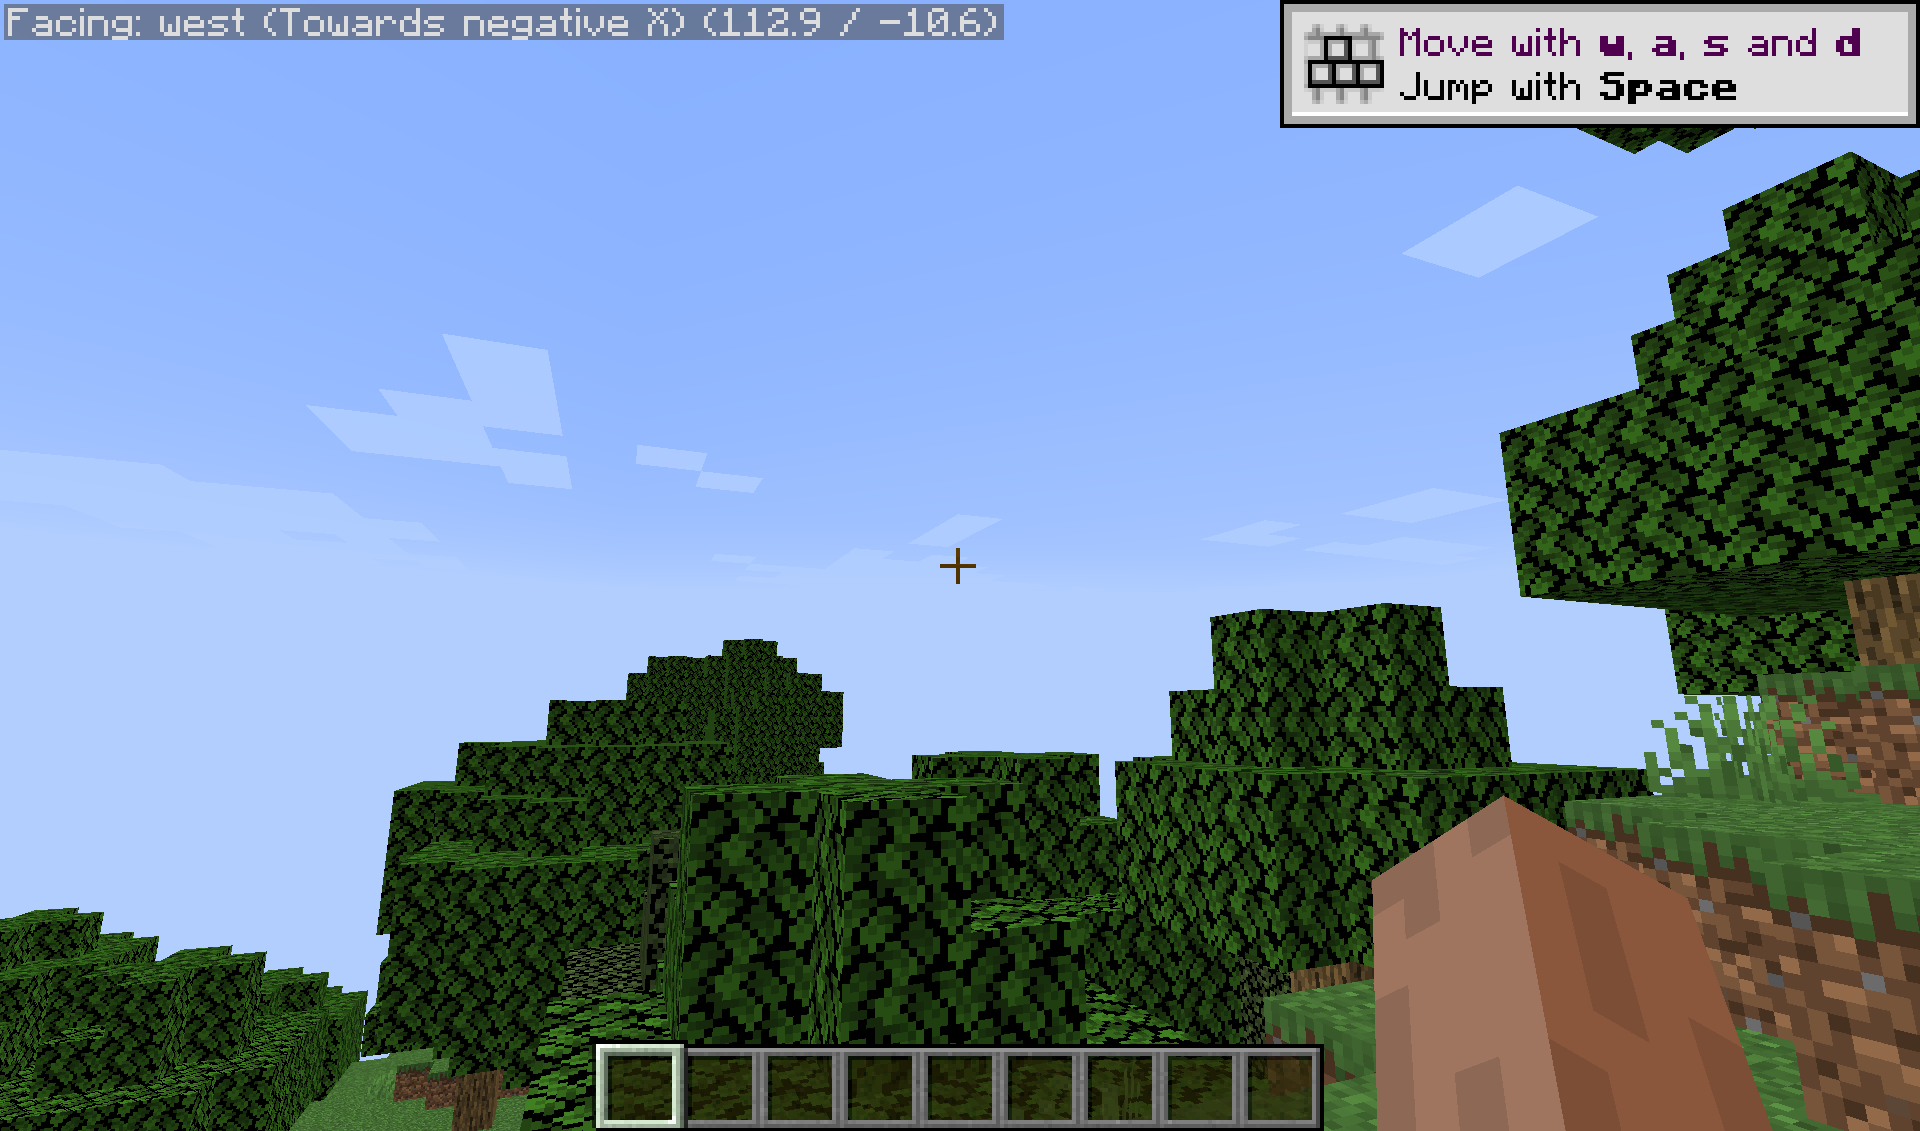 Facing: west (Towards negative X) (112.9 / -10.6)
Move with w, a, s and d
Jump with Space